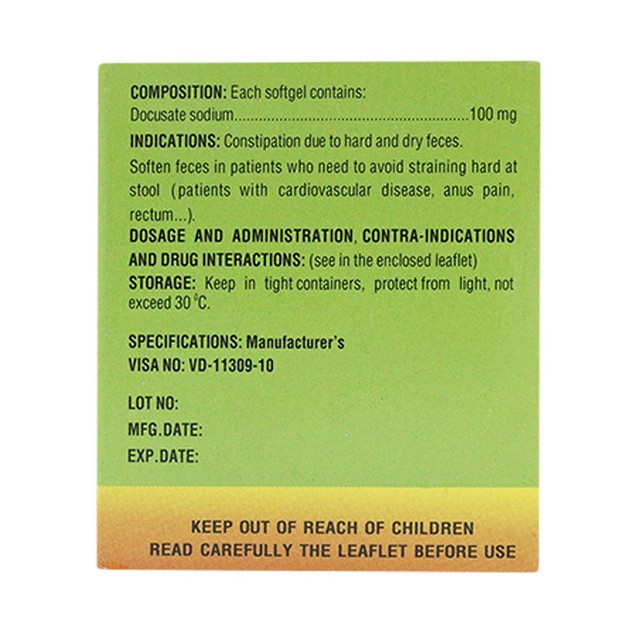 COMPOSITION: Each softgel contains:
Docusate sodium.......................................................100 mg
INDICATIONS: Constipation due to hard and dry feces.
Soften feces in patients who need to avoid straining hard at
stool (patients with cardiovascular disease, anus pain,
rectum...).
DOSAGE AND ADMINISTRATION, CONTRA-INDICATIONS
AND DRUG INTERACTIONS: (see in the enclosed leaflet)
STORAGE: Keep in tight containers, protect from light, not
exceed 30 °C.
SPECIFICATIONS: Manufacturer's
VISA NO: VD-11309-10
LOT NO:
MFG.DATE:
EXP.DATE:
KEEP OUT OF REACH OF CHILDREN
READ CAREFULLY THE LEAFLET BEFORE USE